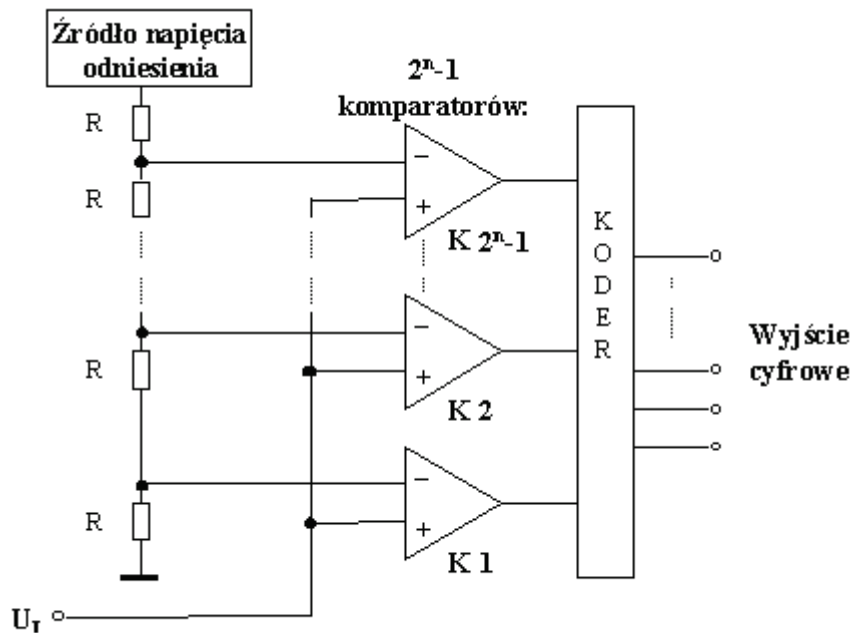 Źródło napięcia
odniesienia
2ⁿ-1
komparatorów:
R
−
R
+
K 2ⁿ-1
K
O
D
E
R
−
R
+
K 2
Wyjście
cyfrowe
−
R
+
K 1
U_I